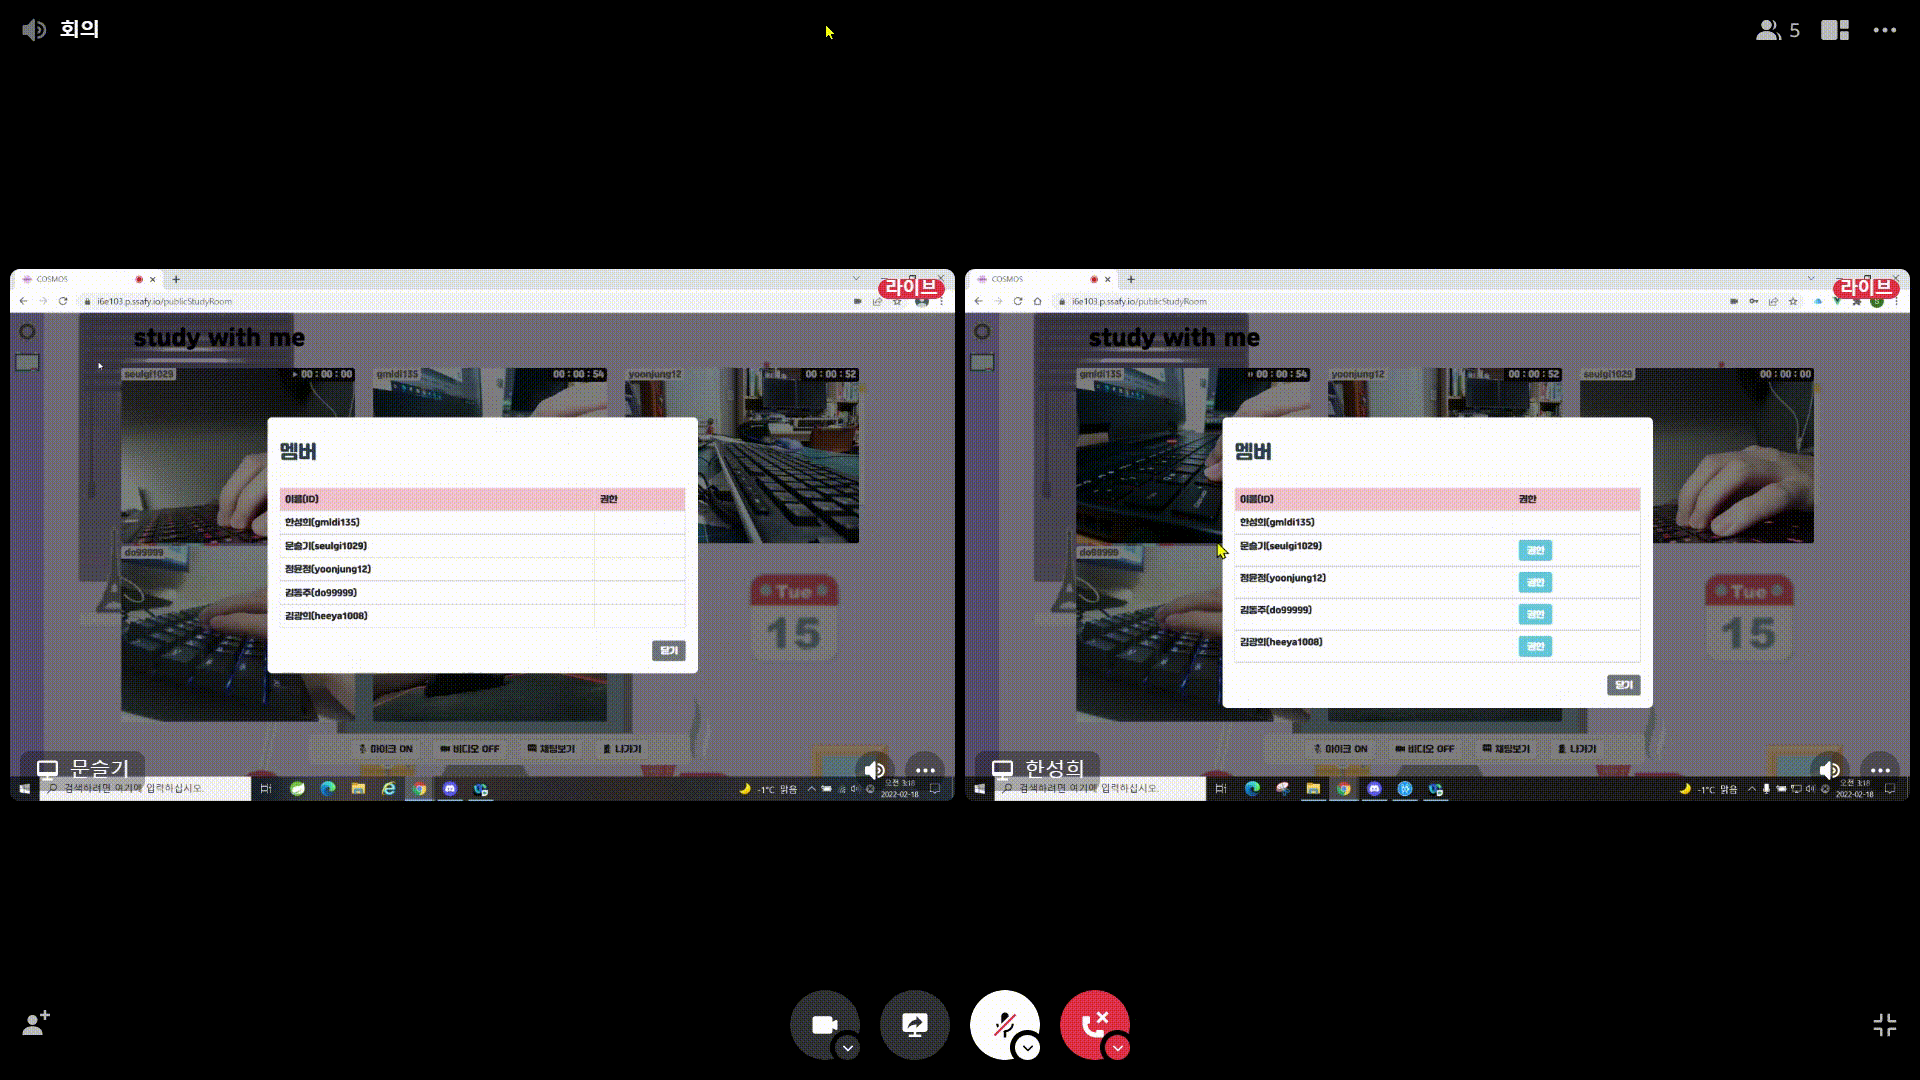 회의
5
COSMOS
라이브
i6e103.p.ssafy.io/publicStudyRoom
study with me
seulgi1029
00:00:00
gmldi135
00:00:54
yoonjung12
00:00:52
멤버
이름(ID)
권한
한성희(gmldi135)
문슬기(seulgi1029)
정윤정(yoonjung12)
김동주(do99999)
김광희(heeya1008)
닫기
do99999
Tue
15
마이크 ON
비디오 OFF
채팅보기
나가기
문슬기
검색하려면 여기에 입력하십시오.
-1°C 맑음
오전 3:18
2022-02-18
COSMOS
라이브
i6e103.p.ssafy.io/publicStudyRoom
study with me
gmldi135
00:00:54
yoonjung12
00:00:52
seulgi1029
00:00:00
멤버
이름(ID)
권한
한성희(gmldi135)
문슬기(seulgi1029)
권한
정윤정(yoonjung12)
권한
김동주(do99999)
권한
김광희(heeya1008)
권한
닫기
do99999
Tue
15
마이크 ON
비디오 OFF
채팅보기
나가기
한성희
검색하려면 여기에 입력하십시오.
-1°C 맑음
오전 3:18
2022-02-18